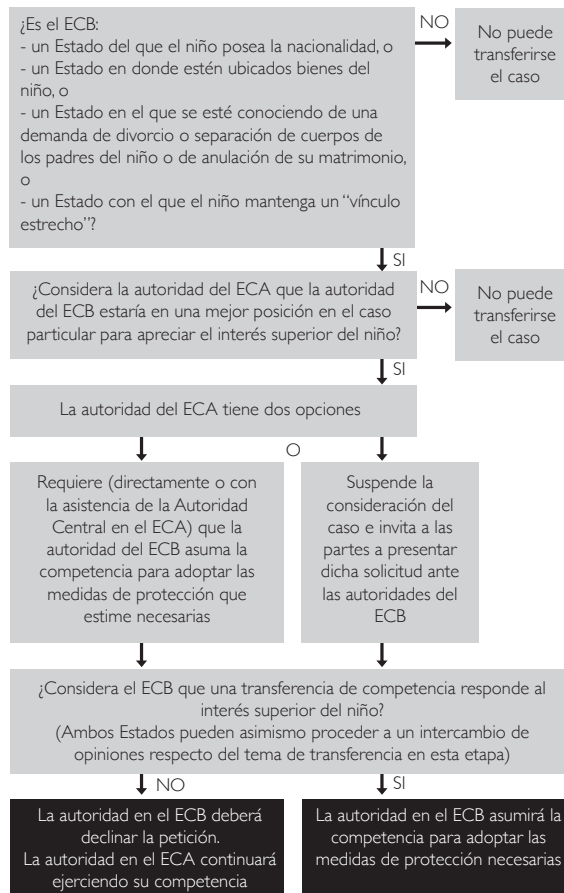 ¿Es el ECB:
- un Estado del que el niño posea la nacionalidad, o
- un Estado en donde estén ubicados bienes del
niño, o
- un Estado en el que se esté conociendo de una
demanda de divorcio o separación de cuerpos de
los padres del niño o de anulación de su matrimonio,
o
- un Estado con el que el niño mantenga un “vínculo
estrecho”?
NO
No puede
transferirse
el caso
SI
¿Considera la autoridad del ECA que la autoridad
del ECB estaría en una mejor posición en el caso
particular para apreciar el interés superior del niño?
NO
No puede
transferirse
el caso
SI
La autoridad del ECA tiene dos opciones
O
Requiere (directamente o con
la asistencia de la Autoridad
Central en el ECA) que la
autoridad del ECB asuma la
competencia para adoptar las
medidas de protección que
estime necesarias
Suspende la
consideración del
caso e invita a las
partes a presentar
dicha solicitud ante
las autoridades del
ECB
¿Considera el ECB que una transferencia de competencia responde al
interés superior del niño?
(Ambos Estados pueden asimismo proceder a un intercambio de
opiniones respecto del tema de transferencia en esta etapa)
NO
SI
La autoridad en el ECB deberá
declinar la petición.
La autoridad en el ECA continuará
ejerciendo su competencia
La autoridad en el ECB asumirá la
competencia para adoptar las
medidas de protección necesarias